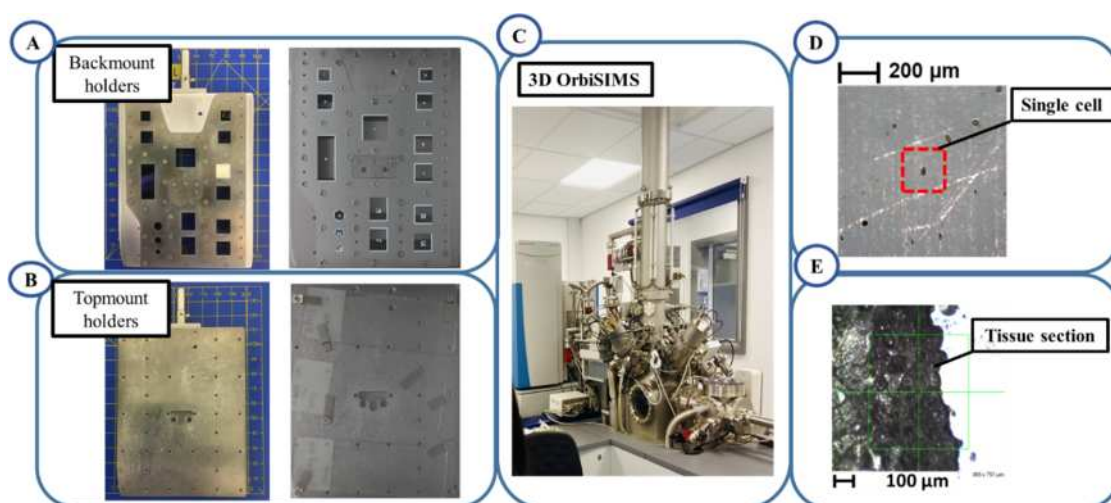 A
Backmount
holders
B
Topmount
holders
C
3D OrbiSIMS
D
200 µm
Single cell
E
Tissue section
100 µm